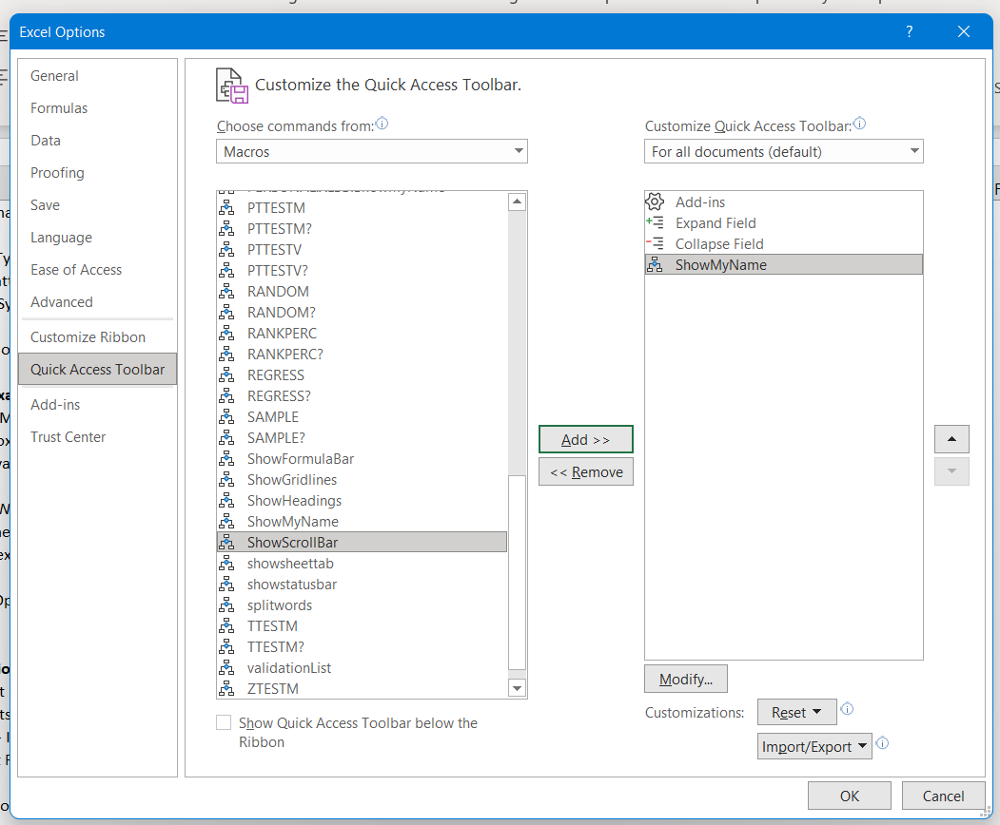 Excel Options
?
General
Formulas
Data
Proofing
Save
Language
Ease of Access
Advanced
Customize Ribbon
Quick Access Toolbar
Add-ins
Trust Center
Customize the Quick Access Toolbar.
Choose commands from:
Macros
PTTESTM
PTTESTM?
PTTESTV
PTTESTV?
RANDOM
RANDOM?
RANKPERC
RANKPERC?
REGRESS
REGRESS?
SAMPLE
SAMPLE?
ShowFormulaBar
ShowGridlines
ShowHeadings
ShowMyName
ShowScrollBar
showsheettab
showstatusbar
splitwords
TTESTM
TTESTM?
validationList
ZTESTM
Show Quick Access Toolbar below the
Ribbon
Add >>
<< Remove
Customize Quick Access Toolbar:
For all documents (default)
Add-ins
Expand Field
Collapse Field
ShowMyName
Modify...
Customizations:
Reset
Import/Export
OK
Cancel